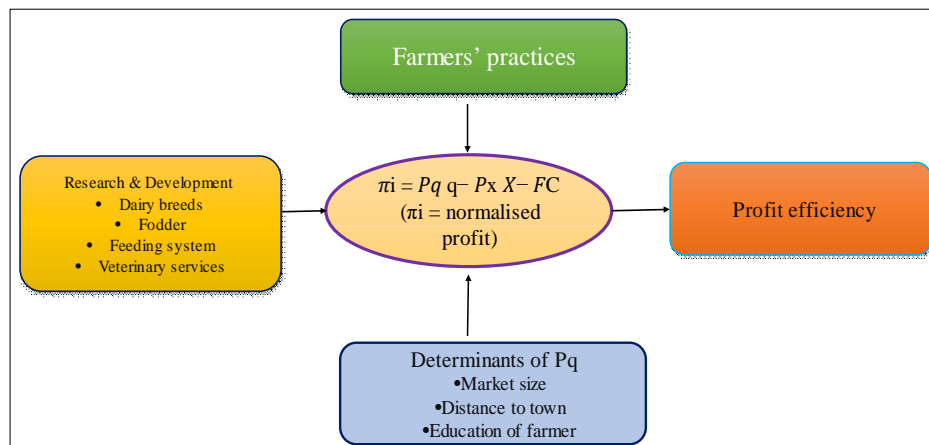 Farmers’ practices
Research & Development
• Dairy breeds
• Fodder
• Feeding system
• Veterinary services
πi = Pq q– Px X– FC
(πi = normalised
profit)
Profit efficiency
Determinants of Pq
•Market size
•Distance to town
•Education of farmer